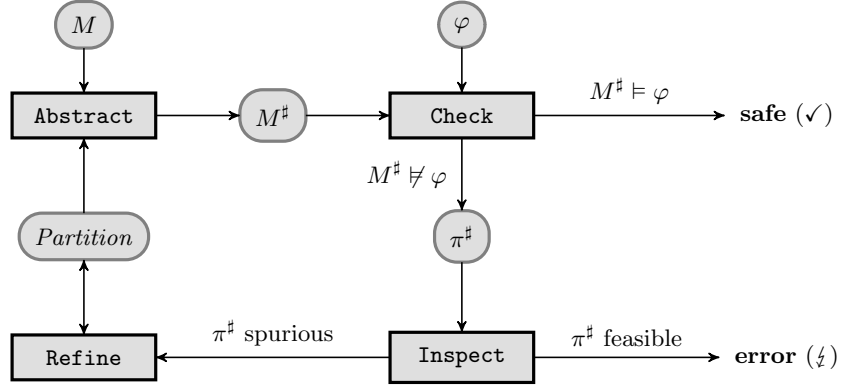 M
φ
Abstract
M♯
Check
M♯ ⊨ φ
safe (✓)
M♯ ⊭ φ
Partition
π♯
Refine
π♯ spurious
Inspect
π♯ feasible
error (↯)